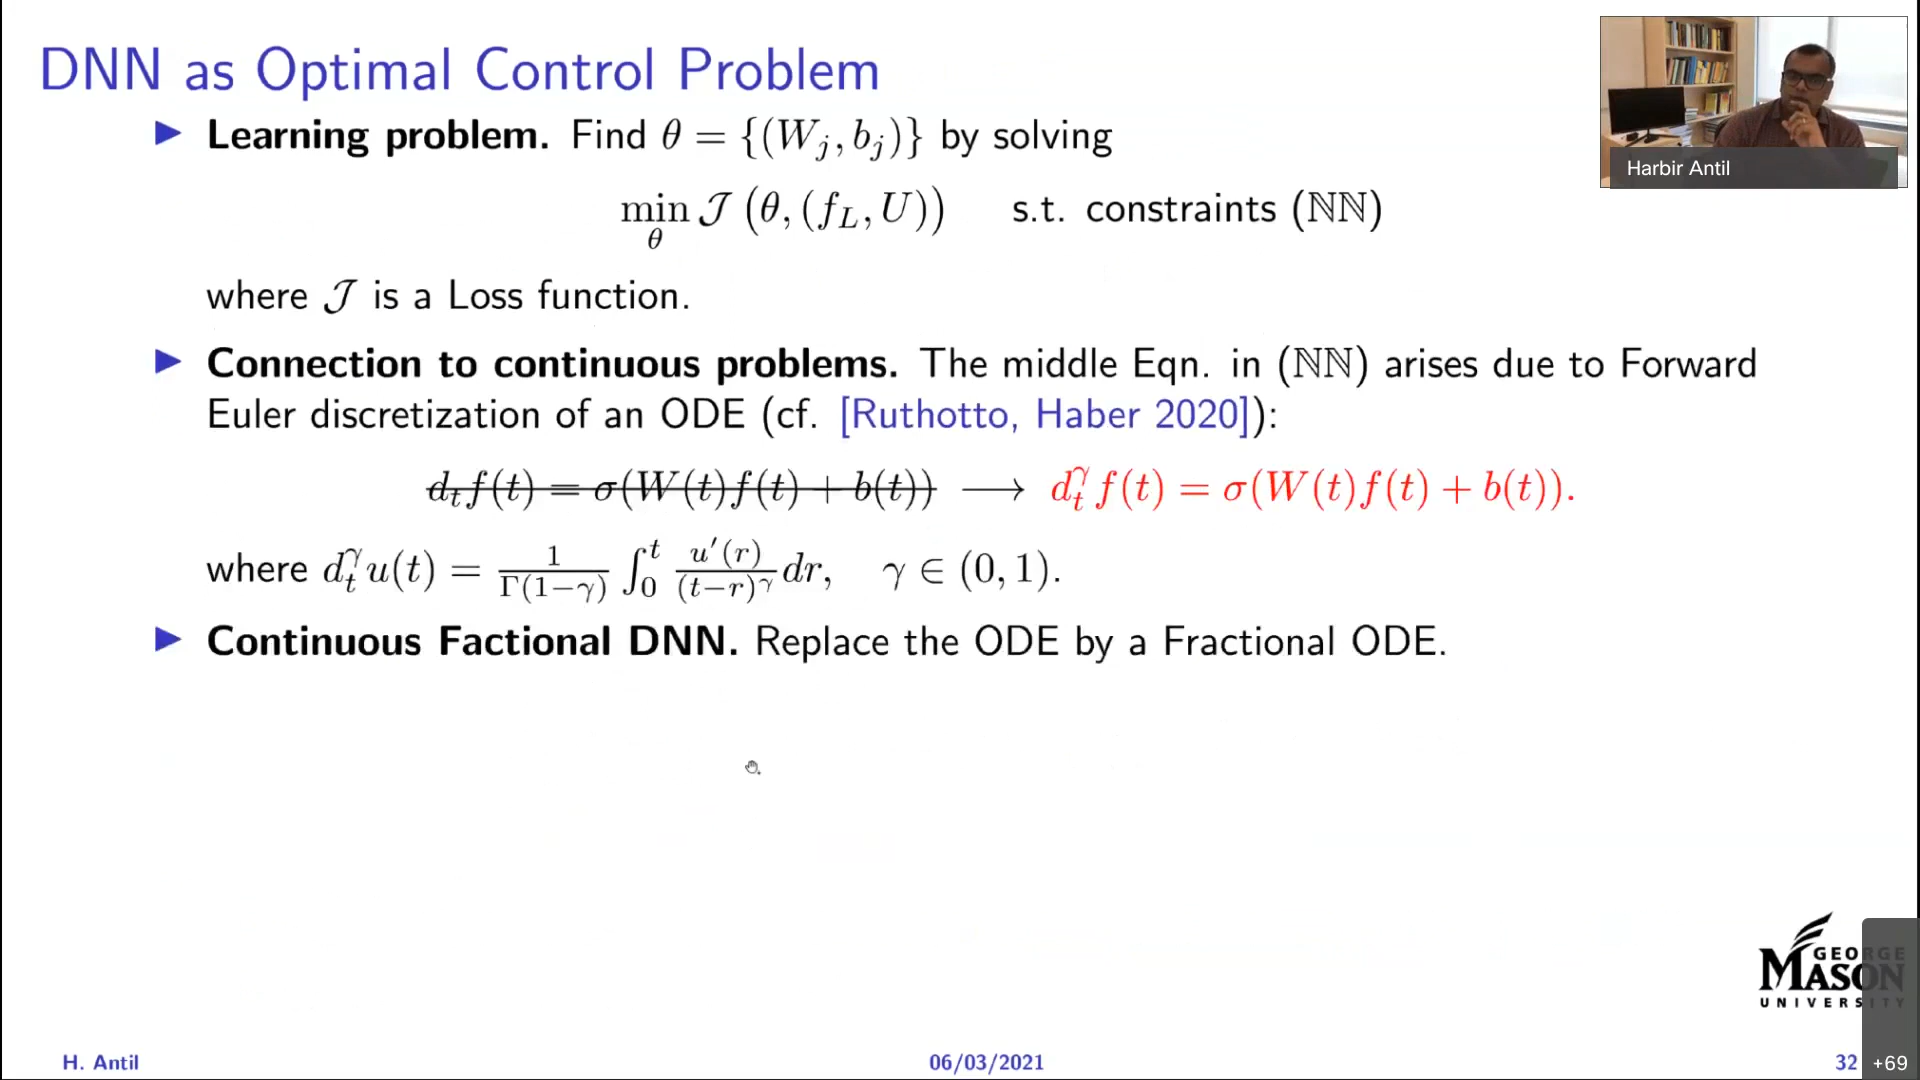 DNN as Optimal Control Problem
Harbir Antil
▶ Learning problem. Find θ = {(W_j, b_j)} by solving
min_θ 𝒥 (θ, (f_L, U)) s.t. constraints (ℕℕ)
where 𝒥 is a Loss function.
▶ Connection to continuous problems. The middle Eqn. in (ℕℕ) arises due to Forward
Euler discretization of an ODE (cf. [Ruthotto, Haber 2020]):
d_t f(t) = σ(W(t)f(t) + b(t)) ⟶ d_t^γ f(t) = σ(W(t)f(t) + b(t)).
where d_t^γ u(t) = 1/Γ(1−γ) ∫_0^t u′(r)/(t−r)^γ dr, γ ∈ (0, 1).
▶ Continuous Factional DNN. Replace the ODE by a Fractional ODE.
GEORGE
MASON
UNIVERSITY
H. Antil
06/03/2021
32
+69